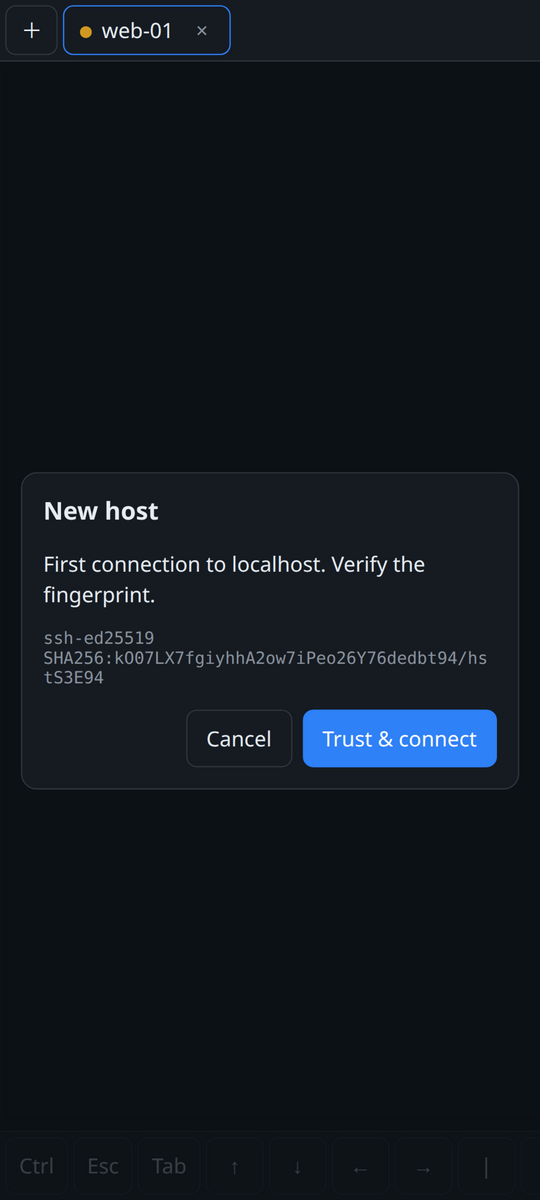 + web-01 ×
New host
First connection to localhost. Verify the
fingerprint.
ssh-ed25519
SHA256:kO07LX7fgiyhhA2ow7iPeo26Y76dedbt94/hs
tS3E94
Cancel Trust & connect
Ctrl Esc Tab ↑ ↓ ← → |